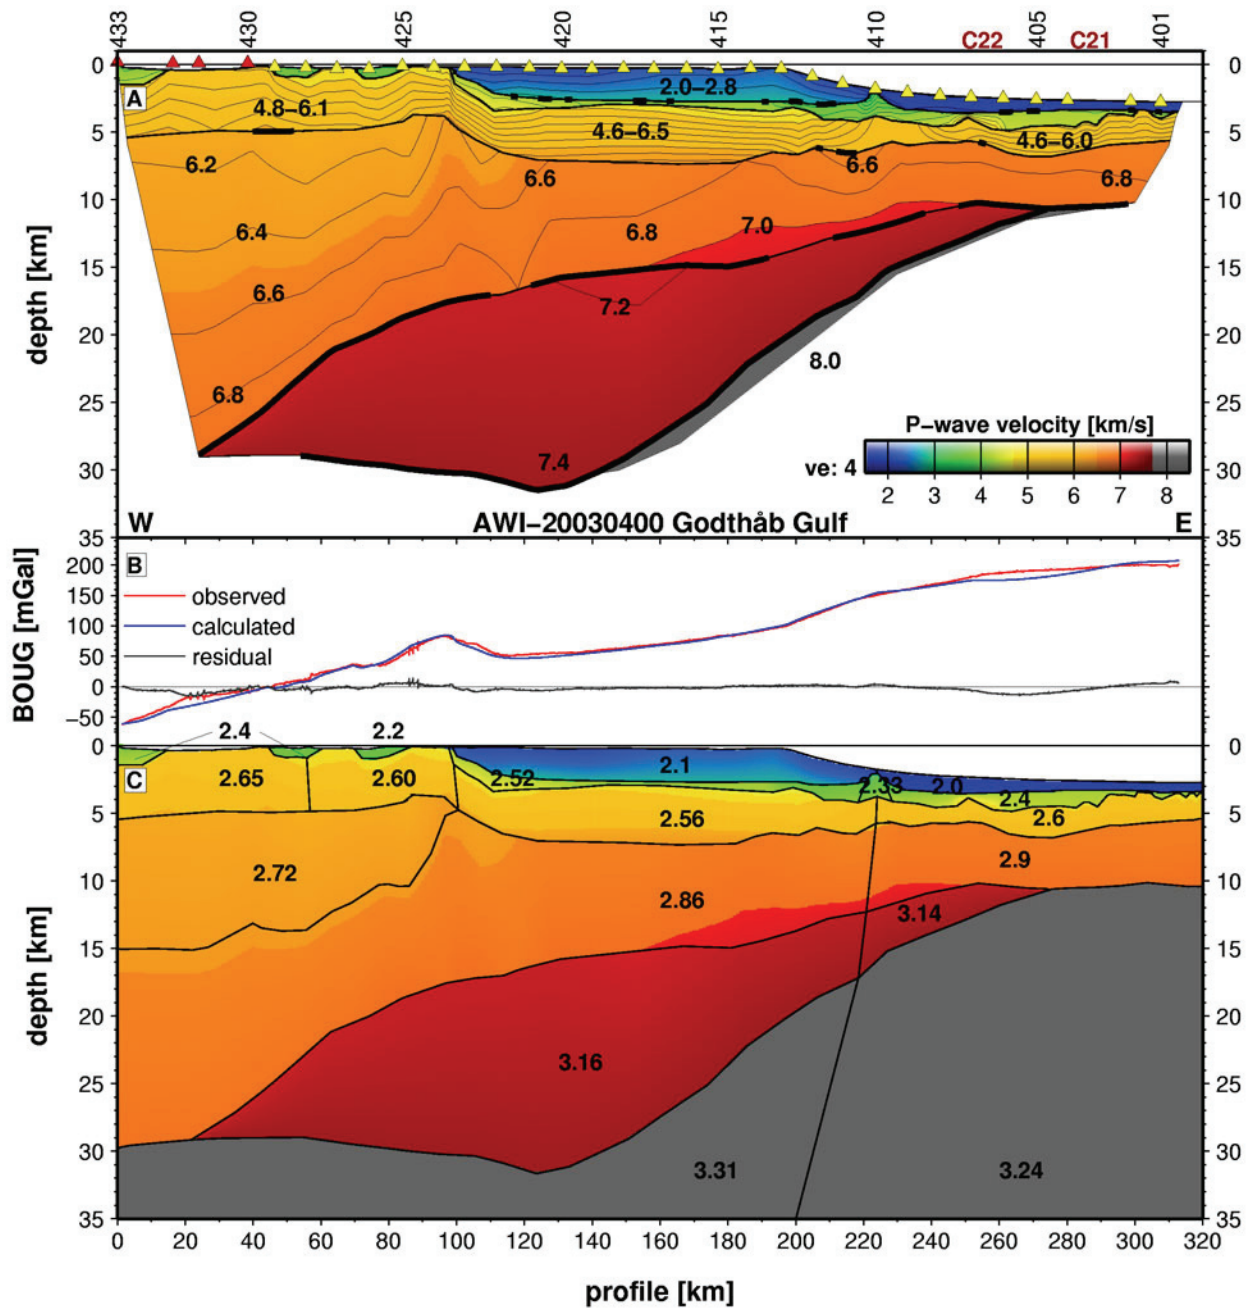 433 430 425 420 415 410 C22 405 C21 401
0 0
A 4.8–6.1 2.0–2.8
5 4.6–6.5 4.6–6.0 5
6.2 6.6 6.6 6.8
10 10
6.4 6.8 7.0
15 15
6.6 7.2
20 20
8.0
6.8
25 25
P–wave velocity [km/s]
7.4
30 ve: 4 30
2 3 4 5 6 7 8
depth [km]
W AWI–20030400 Godthåb Gulf E
35 35
B
200
observed
150
calculated
100
residual
50
0
–50
BOUG [mGal]
2.4 2.2
0 0
C 2.65 2.60 2.52 2.1 2.33 2.0 2.4
5 2.56 2.6 5
2.72 2.9
10 2.86 10
3.14
15 15
20 20
3.16
25 25
30 3.31 3.24 30
35 35
depth [km]
0 20 40 60 80 100 120 140 160 180 200 220 240 260 280 300 320
profile [km]